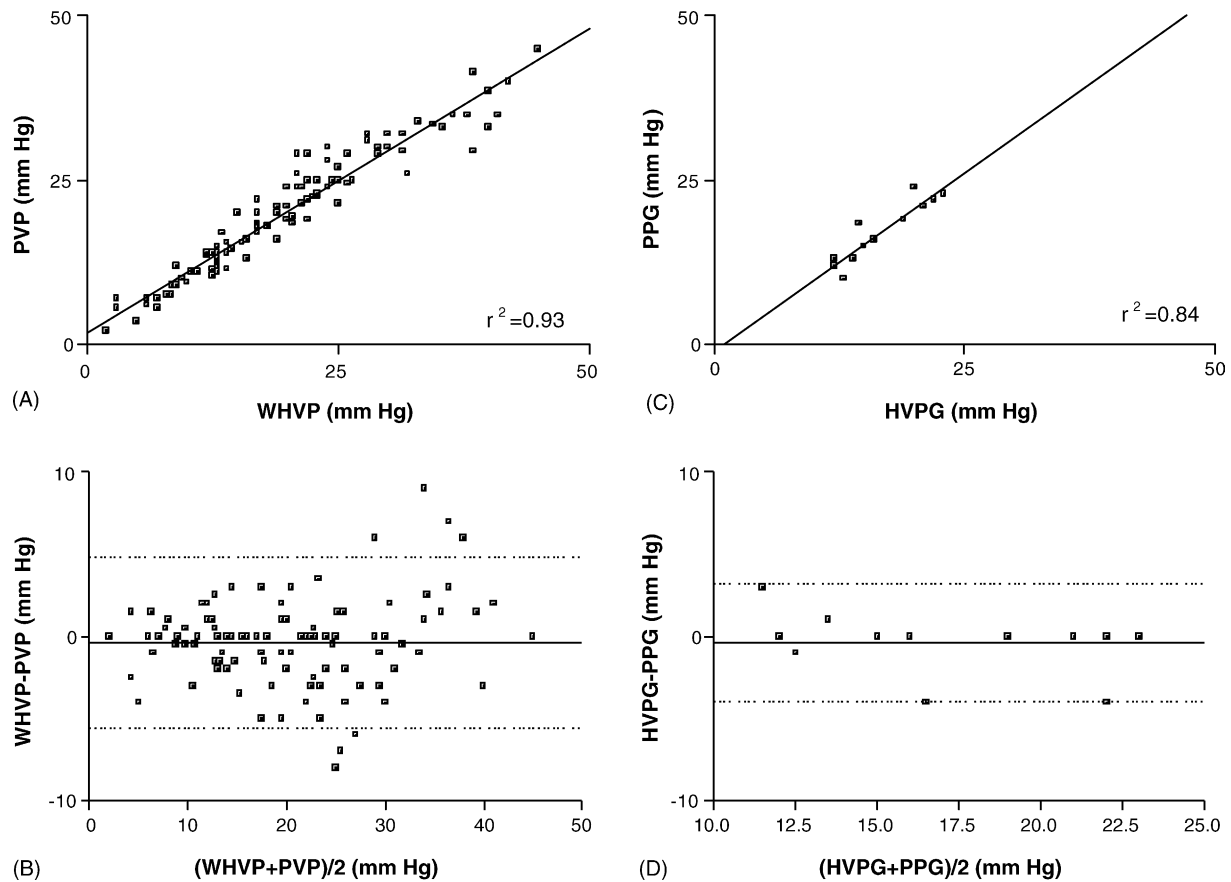 50
25
0
PVP (mm Hg)
r 2 =0.93
0 25 50
WHVP (mm Hg)
(A)
50
25
0
PPG (mm Hg)
r 2 =0.84
0 25 50
HVPG (mm Hg)
(C)
10
0
-10
WHVP-PVP (mm Hg)
0 10 20 30 40 50
(WHVP+PVP)/2 (mm Hg)
(B)
10
0
-10
HVPG-PPG (mm Hg)
10.0 12.5 15.0 17.5 20.0 22.5 25.0
(HVPG+PPG)/2 (mm Hg)
(D)